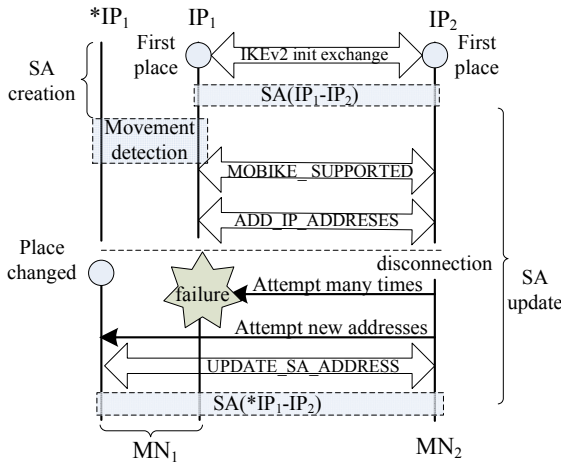 *IP1 IP1 IP2
First place
IKEv2 init exchange
First place
SA creation
SA(IP1-IP2)
Movement detection
MOBIKE_SUPPORTED
ADD_IP_ADDRESES
Place changed
disconnection
failure
Attempt many times
SA update
Attempt new addresses
UPDATE_SA_ADDRESS
SA(*IP1-IP2)
MN1 MN2